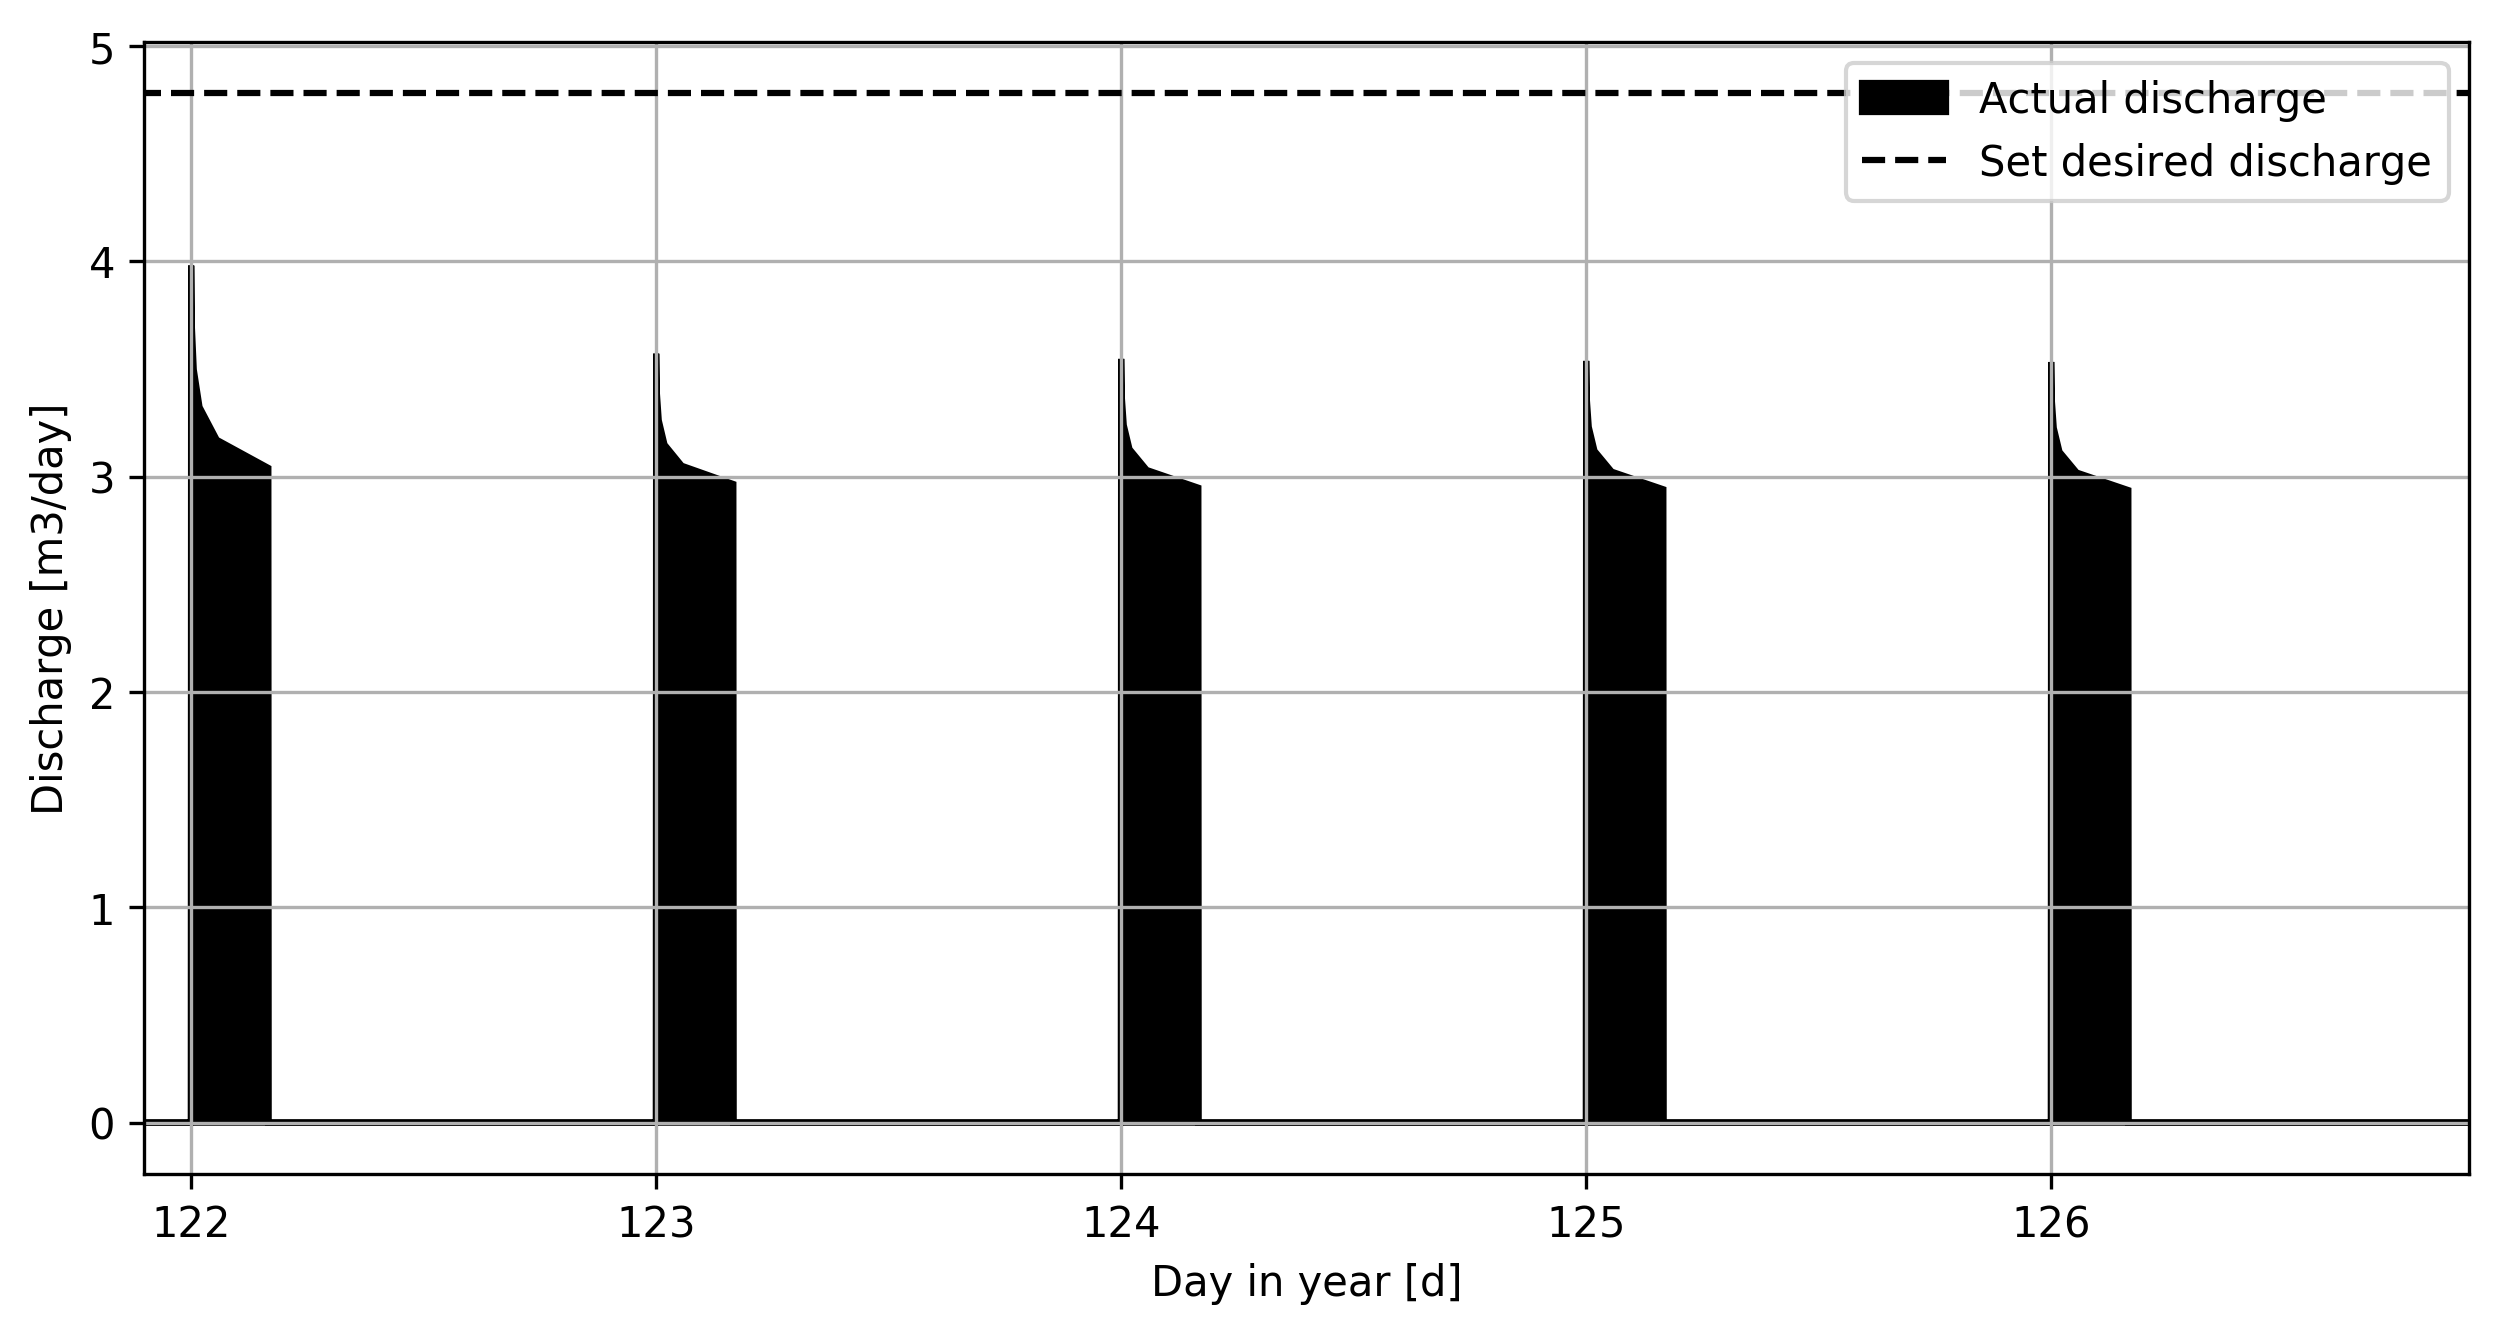 5
4
3
2
1
0
Discharge [m3/day]
Actual discharge
Set desired discharge
122 123 124 125 126
Day in year [d]